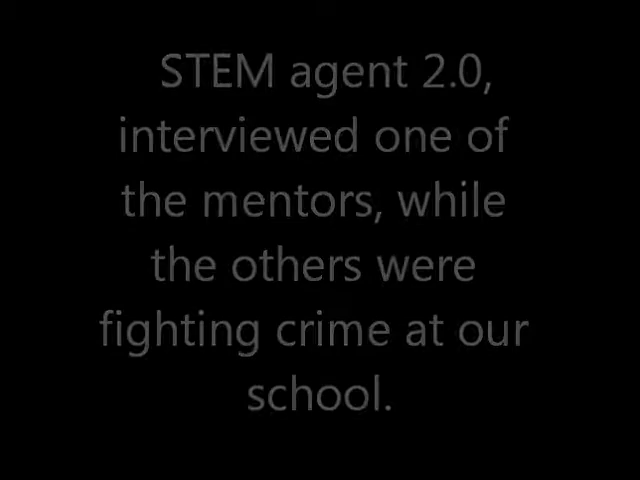 STEM agent 2.0,
interviewed one of
the mentors, while
the others were
fighting crime at our
school.